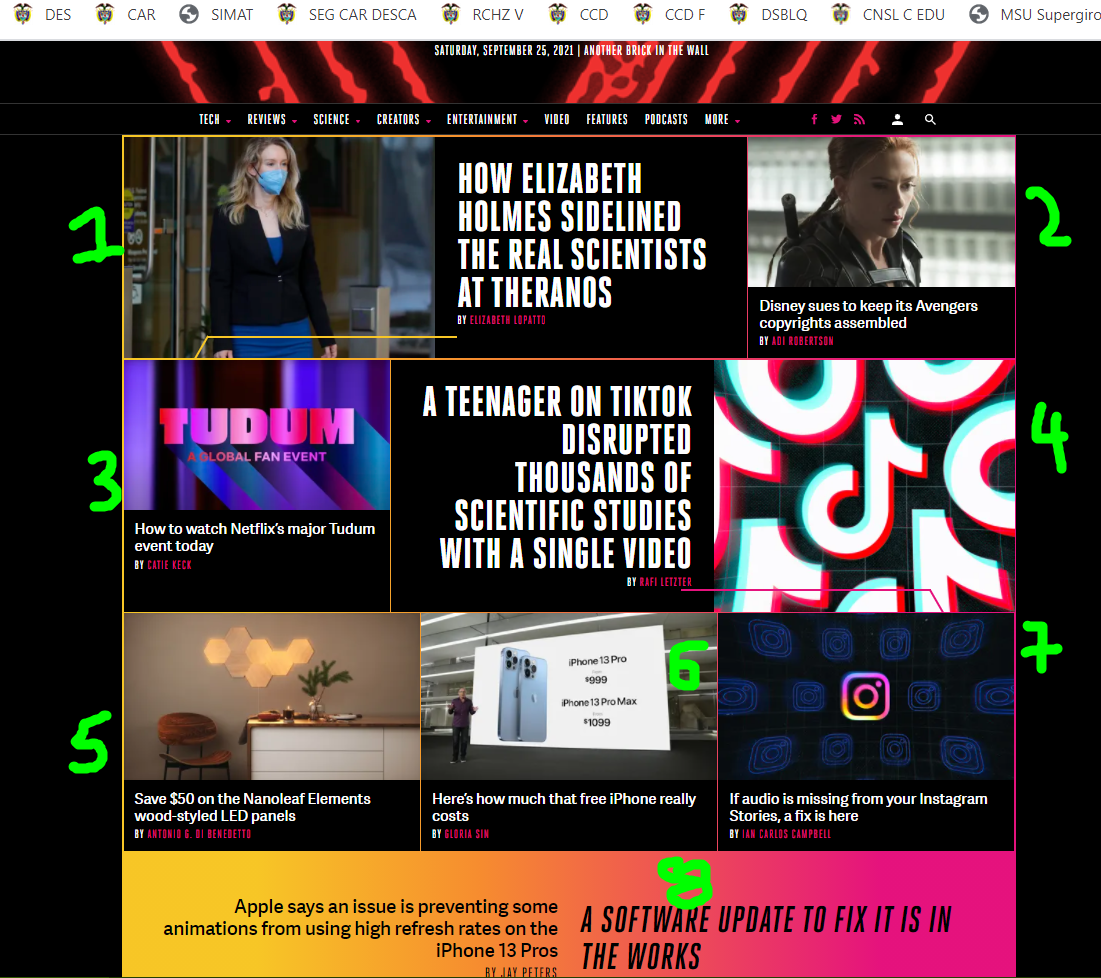 DES CAR SIMAT SEG CAR DESCA RCHZ V CCD CCD F DSBLQ CNSL C EDU MSU Supergiro
SATURDAY, SEPTEMBER 25, 2021 | ANOTHER BRICK IN THE WALL
TECH REVIEWS SCIENCE CREATORS ENTERTAINMENT VIDEO FEATURES PODCASTS MORE
1
HOW ELIZABETH
HOLMES SIDELINED
THE REAL SCIENTISTS
AT THERANOS
BY ELIZABETH LOPATTO
2
Disney sues to keep its Avengers
copyrights assembled
BY ADI ROBERTSON
3
TUDUM
A GLOBAL FAN EVENT
How to watch Netflix's major Tudum
event today
BY CATIE KECK
A TEENAGER ON TIKTOK
DISRUPTED
THOUSANDS OF
SCIENTIFIC STUDIES
WITH A SINGLE VIDEO
BY RAFI LETZTER
4
5
Save $50 on the Nanoleaf Elements
wood-styled LED panels
BY ANTONIO G. DI BENEDETTO
iPhone 13 Pro
From
$999
iPhone 13 Pro Max
From
$1099
6
Here's how much that free iPhone really
costs
BY GLORIA SIN
7
If audio is missing from your Instagram
Stories, a fix is here
BY IAN CARLOS CAMPBELL
8
Apple says an issue is preventing some
animations from using high refresh rates on the
iPhone 13 Pros
BY JAY PETERS
A SOFTWARE UPDATE TO FIX IT IS IN
THE WORKS